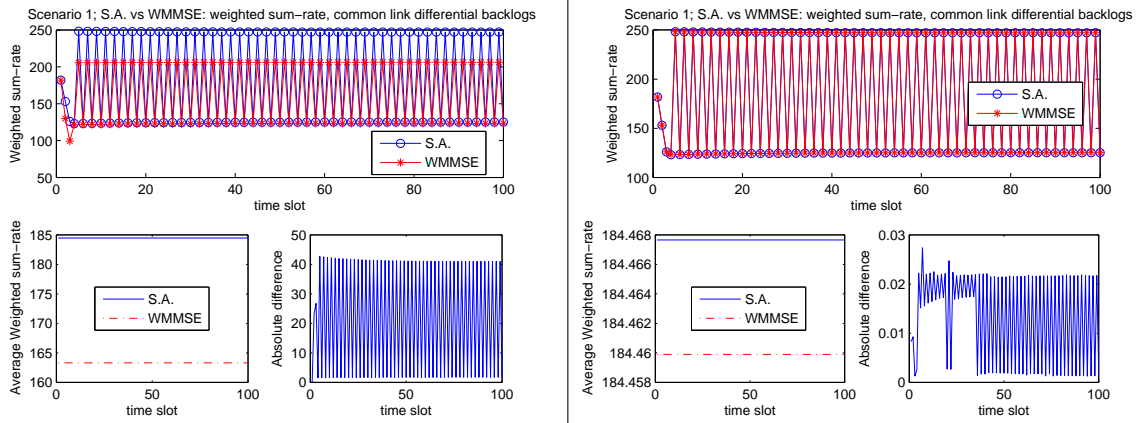 Scenario 1; S.A. vs WMMSE: weighted sum−rate, common link differential backlogs
250
200
150
100
50
Weighted sum−rate
S.A.
WMMSE
0
20
40
60
80
100
time slot
185
180
175
170
165
160
Average Weighted sum−rate
S.A.
WMMSE
50
100
time slot
50
40
30
20
10
0
Absolute difference
0
50
100
time slot
Scenario 1; S.A. vs WMMSE: weighted sum−rate, common link differential backlogs
250
200
150
100
Weighted sum−rate
S.A.
WMMSE
0
20
40
60
80
100
time slot
184.468
184.466
184.464
184.462
184.46
184.458
Average Weighted sum−rate
S.A.
WMMSE
50
100
time slot
0.03
0.02
0.01
0
Absolute difference
0
50
100
time slot